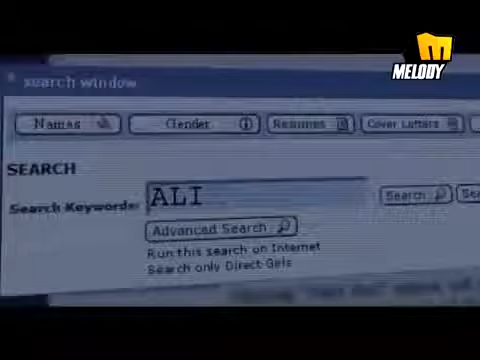 MELODY
search window
Names
Gender
Resumes
Cover Letters
SEARCH
Search Keywords:
ALI
Search
Advanced Search
Run this search on Internet
Search only Direct Girls